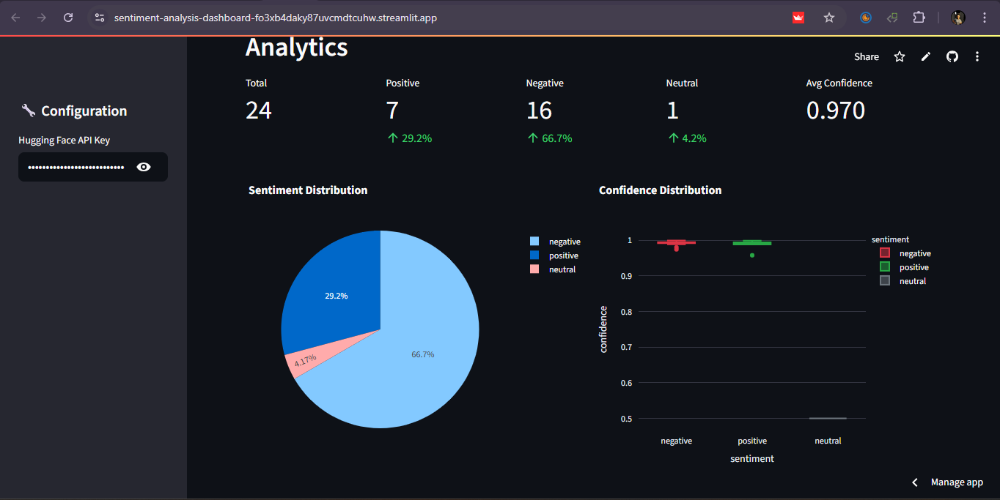 sentiment-analysis-dashboard-fo3xb4daky87uvcmdtcuhw.streamlit.app
Share
Analytics
Configuration
Hugging Face API Key
Total
24
Positive
7
↑ 29.2%
Negative
16
↑ 66.7%
Neutral
1
↑ 4.2%
Avg Confidence
0.970
Sentiment Distribution
29.2%
4.17%
66.7%
negative
positive
neutral
Confidence Distribution
confidence
1
0.9
0.8
0.7
0.6
0.5
negative positive neutral
sentiment
sentiment
negative
positive
neutral
Manage app